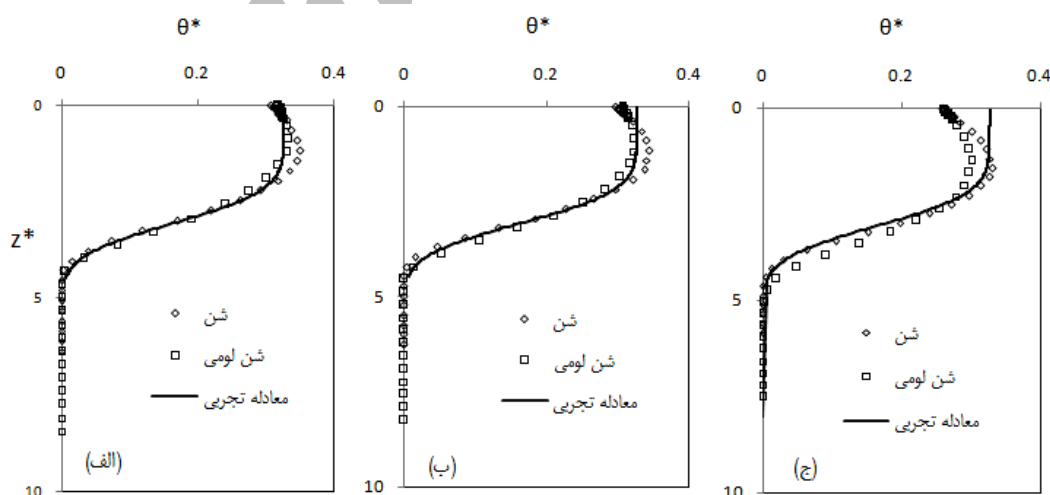 θ*
0 0.2 0.4
0
5
10
z*
شن
شن لومی
معادله تجربی
(الف)
θ*
0 0.2 0.4
0
5
10
شن
شن لومی
معادله تجربی
(ب)
θ*
0 0.2 0.4
0
5
10
شن
شن لومی
معادله تجربی
(ج)